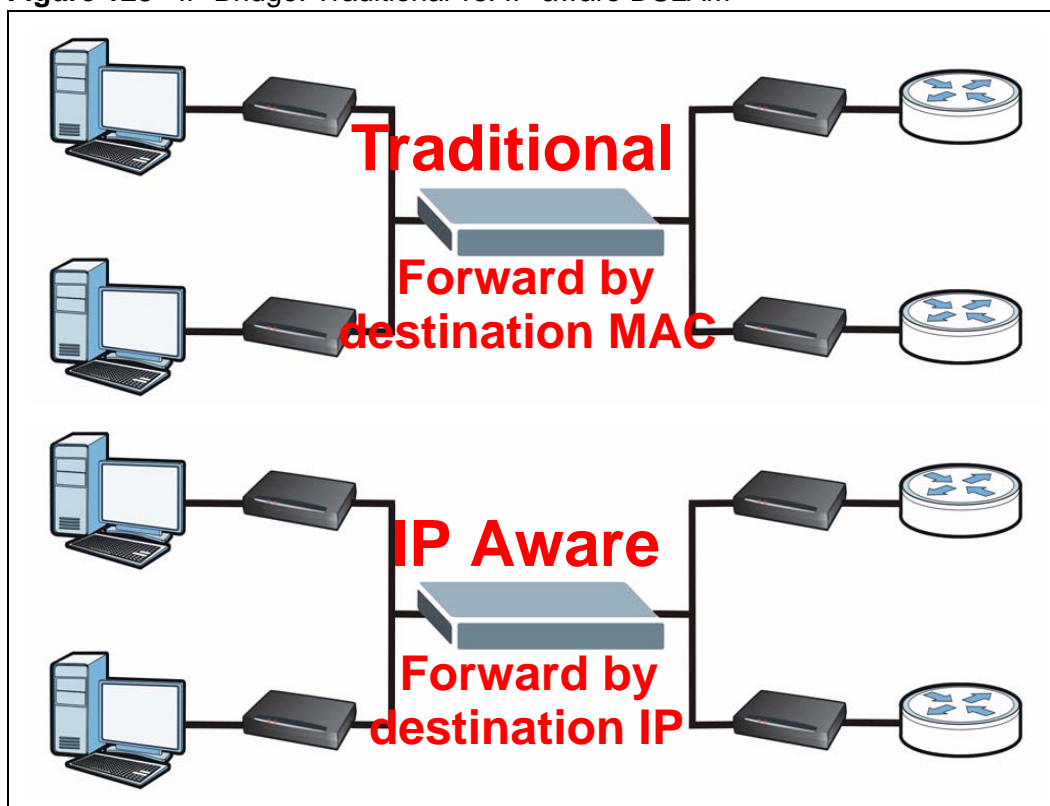 Traditional
Forward by
destination MAC
IP Aware
Forward by
destination IP